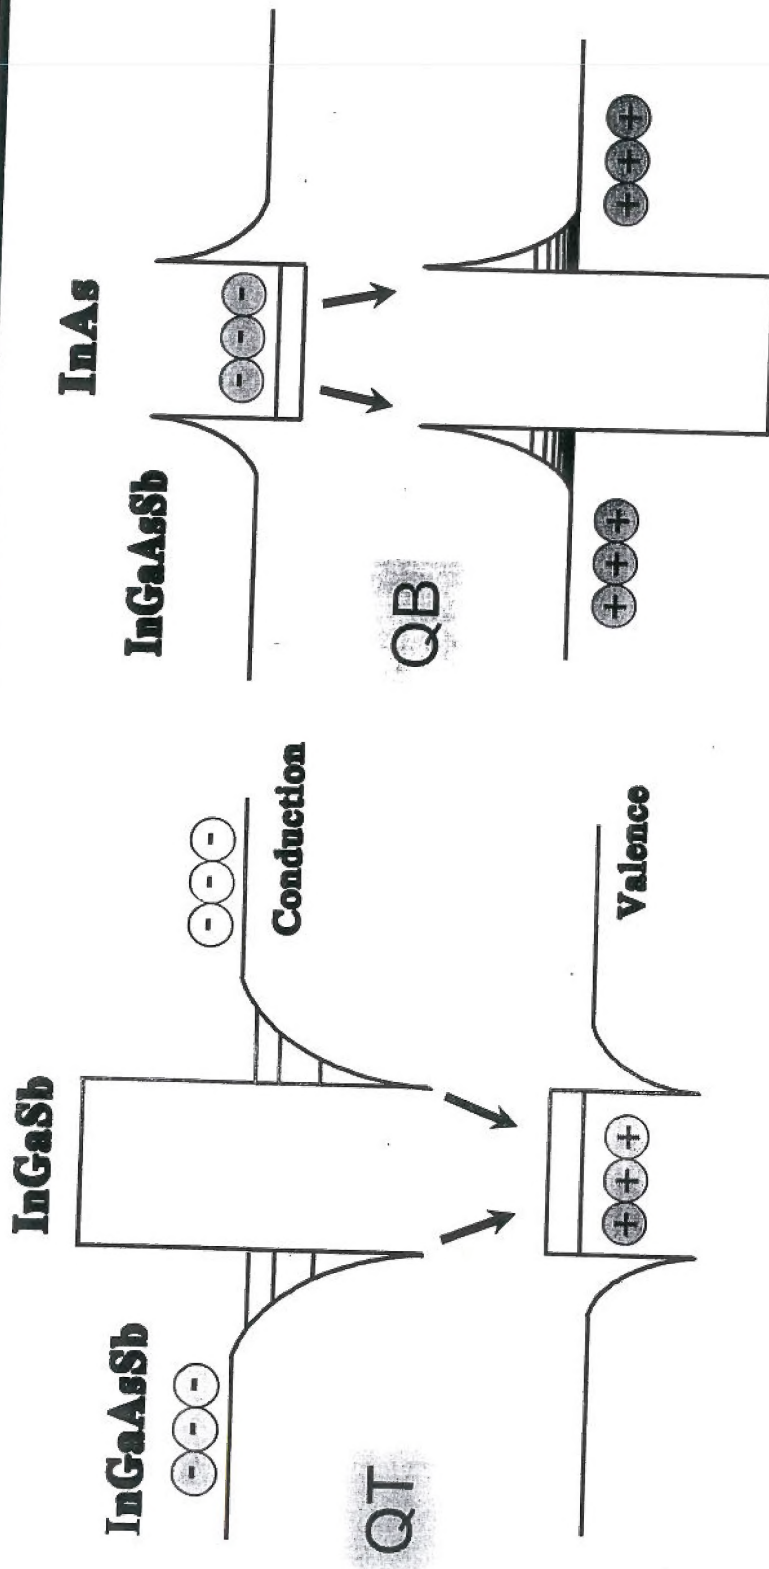 InGaAsSb
InGaSb
QT
Conduction
Valence
- - -
- - -
+ + +
InGaAsSb
InAs
QB
- - -
+ + +
+ + +